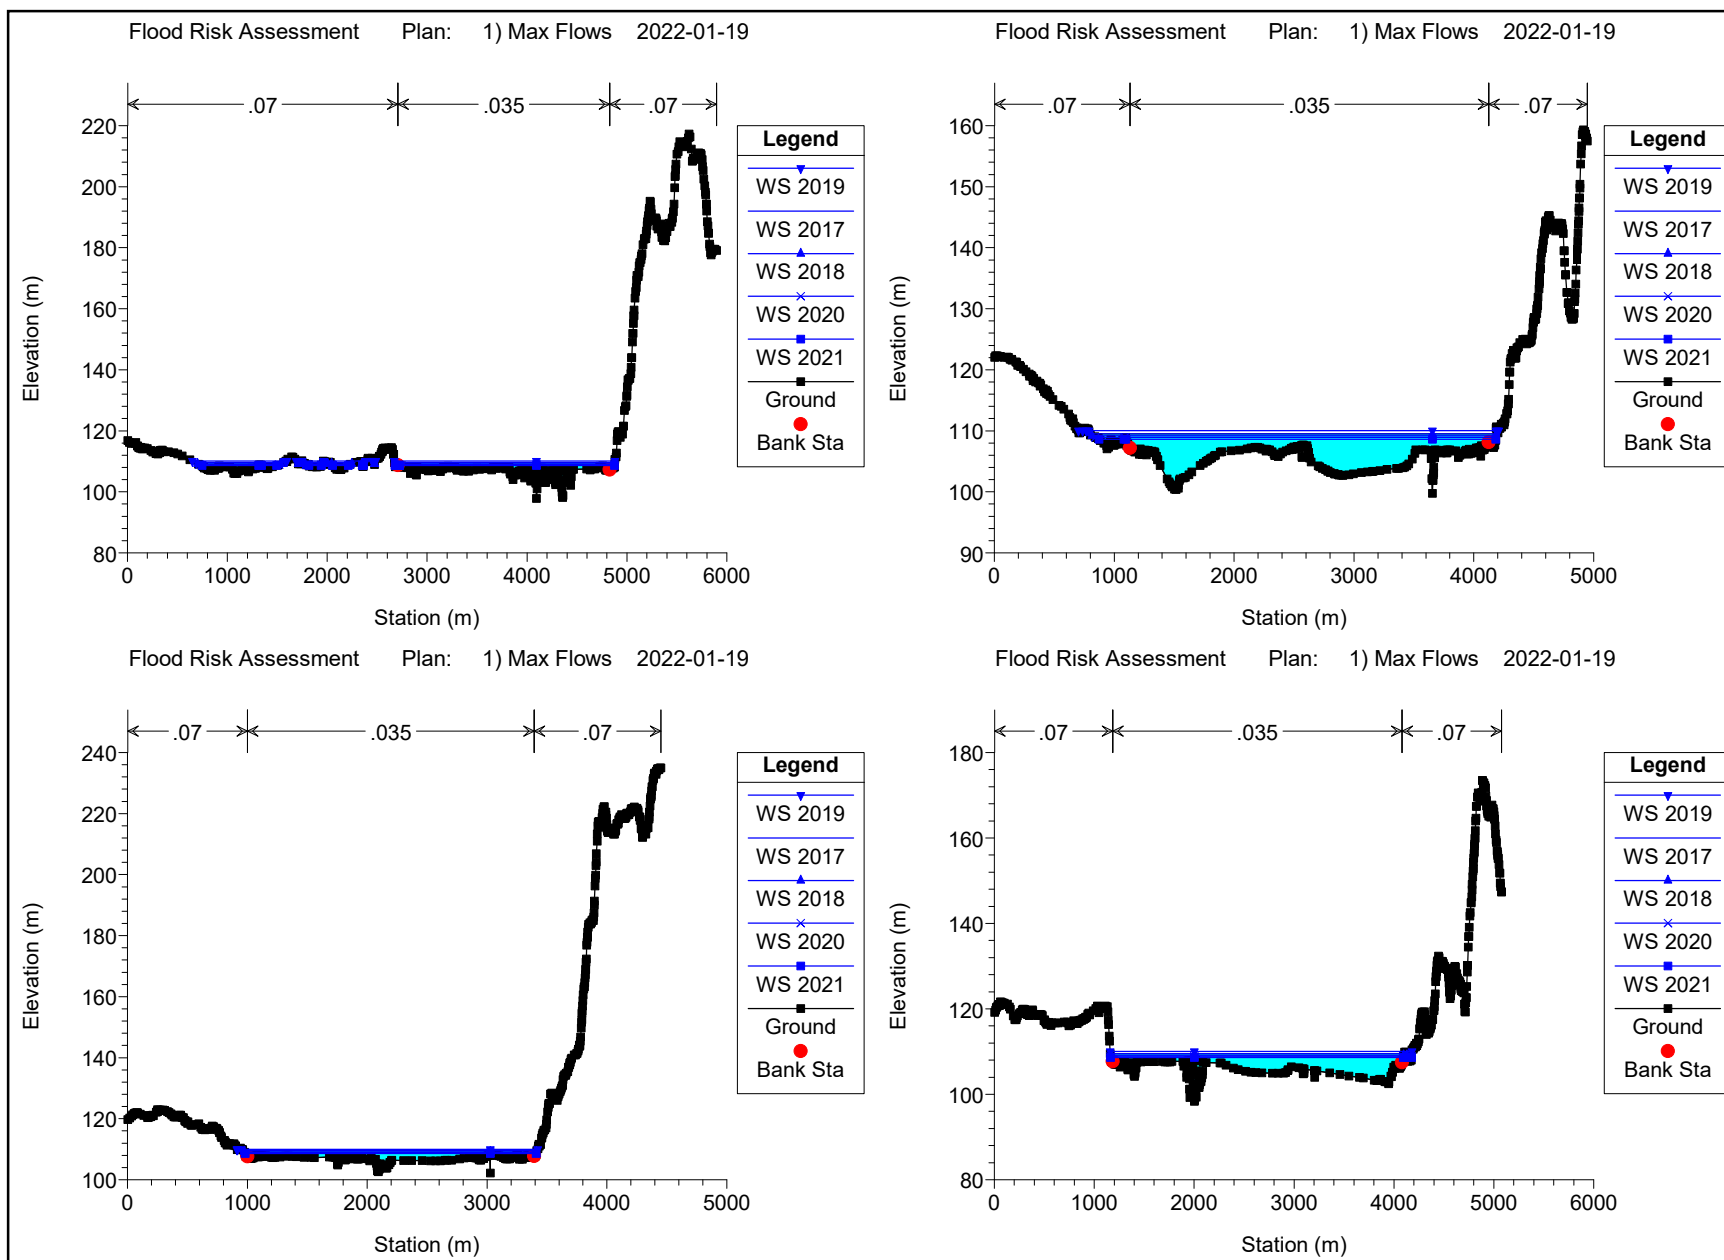 Flood Risk Assessment Plan: 1) Max Flows 2022-01-19
.07 .035 .07
220
200
180
160
140
120
100
80
0 1000 2000 3000 4000 5000 6000
Elevation (m)
Station (m)
Legend
WS 2019
WS 2017
WS 2018
WS 2020
WS 2021
Ground
Bank Sta
Flood Risk Assessment Plan: 1) Max Flows 2022-01-19
.07 .035 .07
160
150
140
130
120
110
100
90
0 1000 2000 3000 4000 5000
Elevation (m)
Station (m)
Legend
WS 2019
WS 2017
WS 2018
WS 2020
WS 2021
Ground
Bank Sta
Flood Risk Assessment Plan: 1) Max Flows 2022-01-19
.07 .035 .07
240
220
200
180
160
140
120
100
0 1000 2000 3000 4000 5000
Elevation (m)
Station (m)
Legend
WS 2019
WS 2017
WS 2018
WS 2020
WS 2021
Ground
Bank Sta
Flood Risk Assessment Plan: 1) Max Flows 2022-01-19
.07 .035 .07
180
160
140
120
100
80
0 1000 2000 3000 4000 5000 6000
Elevation (m)
Station (m)
Legend
WS 2019
WS 2017
WS 2018
WS 2020
WS 2021
Ground
Bank Sta